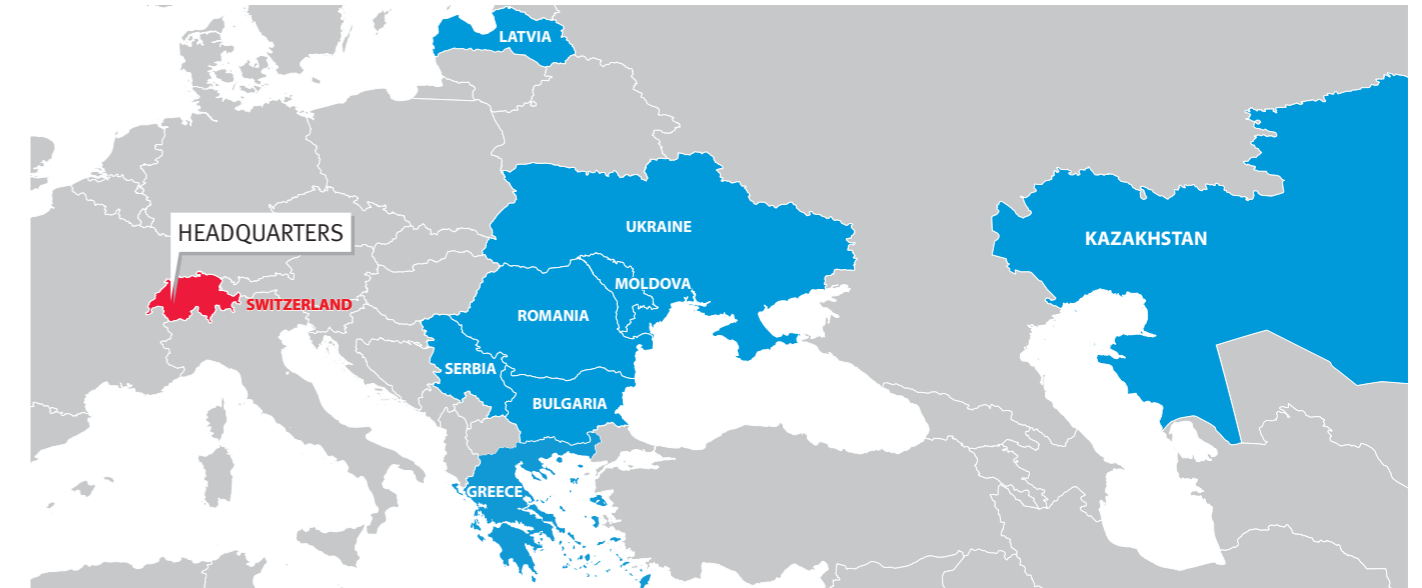 LATVIA
UKRAINE
HEADQUARTERS
KAZAKHSTAN
MOLDOVA
SWITZERLAND
ROMANIA
SERBIA
BULGARIA
GREECE